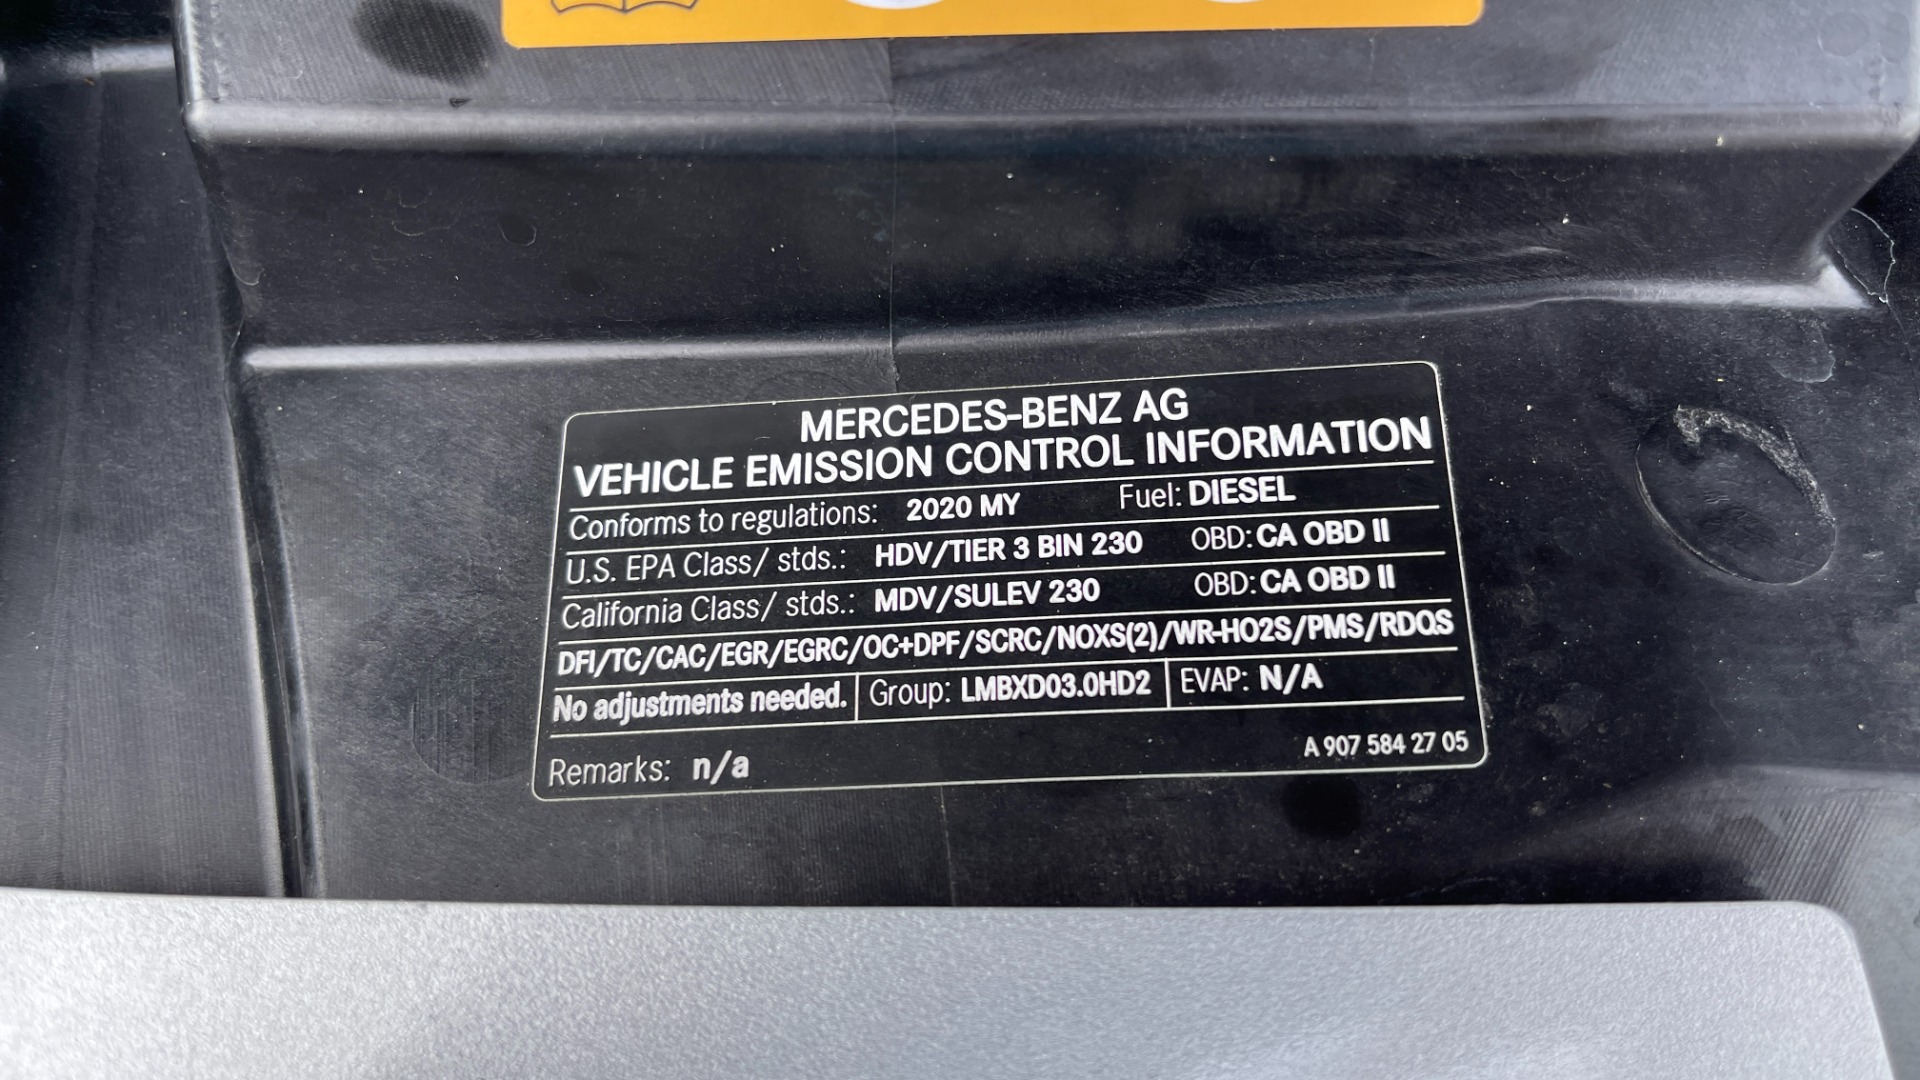 MERCEDES-BENZ AG
VEHICLE EMISSION CONTROL INFORMATION
Conforms to regulations: 2020 MY Fuel: DIESEL
U.S. EPA Class/ stds.: HDV/TIER 3 BIN 230 OBD: CA OBD II
California Class/ stds.: MDV/SULEV 230 OBD: CA OBD II
DFI/TC/CAC/EGR/EGRC/OC+DPF/SCRC/NOXS(2)/WR-HO2S/PMS/RDQS
No adjustments needed. Group: LMBXD03.0HD2 EVAP: N/A
Remarks: n/a A 907 584 27 05